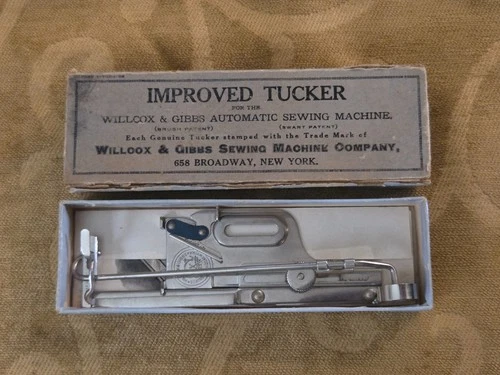 IMPROVED TUCKER
FOR THE
WILLCOX & GIBBS AUTOMATIC SEWING MACHINE.
(BRUSH PATENT) (SMART PATENT)
Each Genuine Tucker stamped with the Trade Mark of
WILLCOX & GIBBS SEWING MACHINE COMPANY,
658 BROADWAY, NEW YORK.